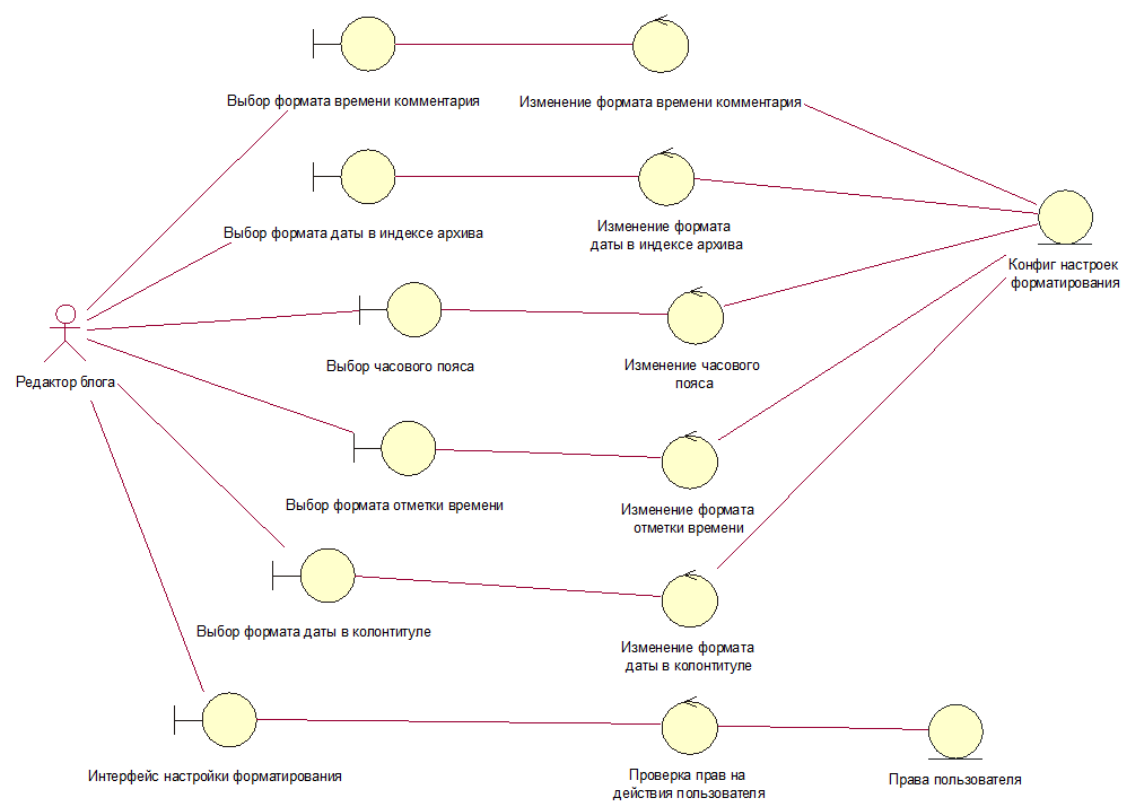 Выбор формата времени комментария
Изменение формата времени комментария
Выбор формата даты в индексе архива
Изменение формата
даты в индексе архива
Конфиг настроек
форматирования
Редактор блога
Выбор часового пояса
Изменение часового
пояса
Выбор формата отметки времени
Изменение формата
отметки времени
Выбор формата даты в колонтитуле
Изменение формата
даты в колонтитуле
Интерфейс настройки форматирования
Проверка прав на
действия пользователя
Права пользователя